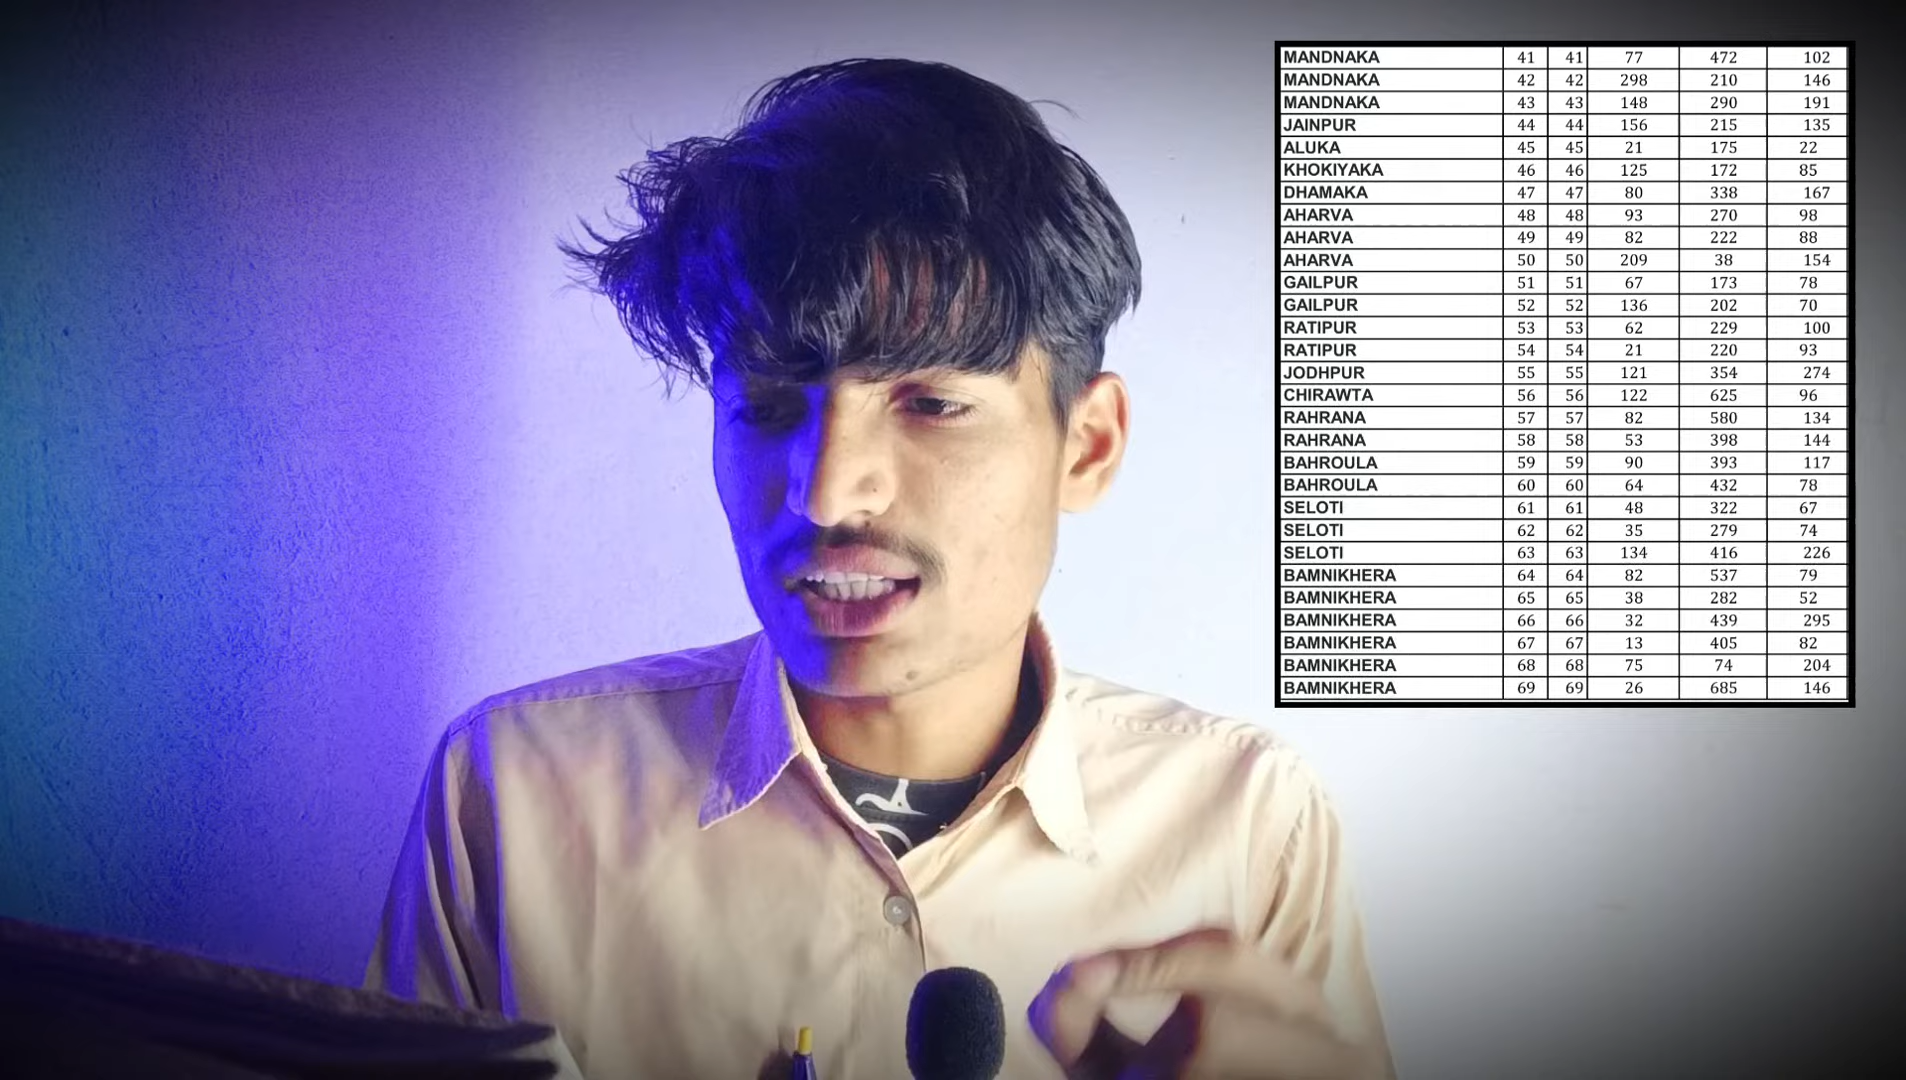 MANDNAKA 41 41 77 472 102
MANDNAKA 42 42 298 210 146
MANDNAKA 43 43 148 290 191
JAINPUR 44 44 156 215 135
ALUKA 45 45 21 175 22
KHOKIYAKA 46 46 125 172 85
DHAMAKA 47 47 80 338 167
AHARVA 48 48 93 270 98
AHARVA 49 49 82 222 88
AHARVA 50 50 209 38 154
GAILPUR 51 51 67 173 78
GAILPUR 52 52 136 202 70
RATIPUR 53 53 62 229 100
RATIPUR 54 54 21 220 93
JODHPUR 55 55 121 354 274
CHIRAWTA 56 56 122 625 96
RAHRANA 57 57 82 580 134
RAHRANA 58 58 53 398 144
BAHROULA 59 59 90 393 117
BAHROULA 60 60 64 432 78
SELOTI 61 61 48 322 67
SELOTI 62 62 35 279 74
SELOTI 63 63 134 416 226
BAMNIKHERA 64 64 82 537 79
BAMNIKHERA 65 65 38 282 52
BAMNIKHERA 66 66 32 439 295
BAMNIKHERA 67 67 13 405 82
BAMNIKHERA 68 68 75 74 204
BAMNIKHERA 69 69 26 685 146